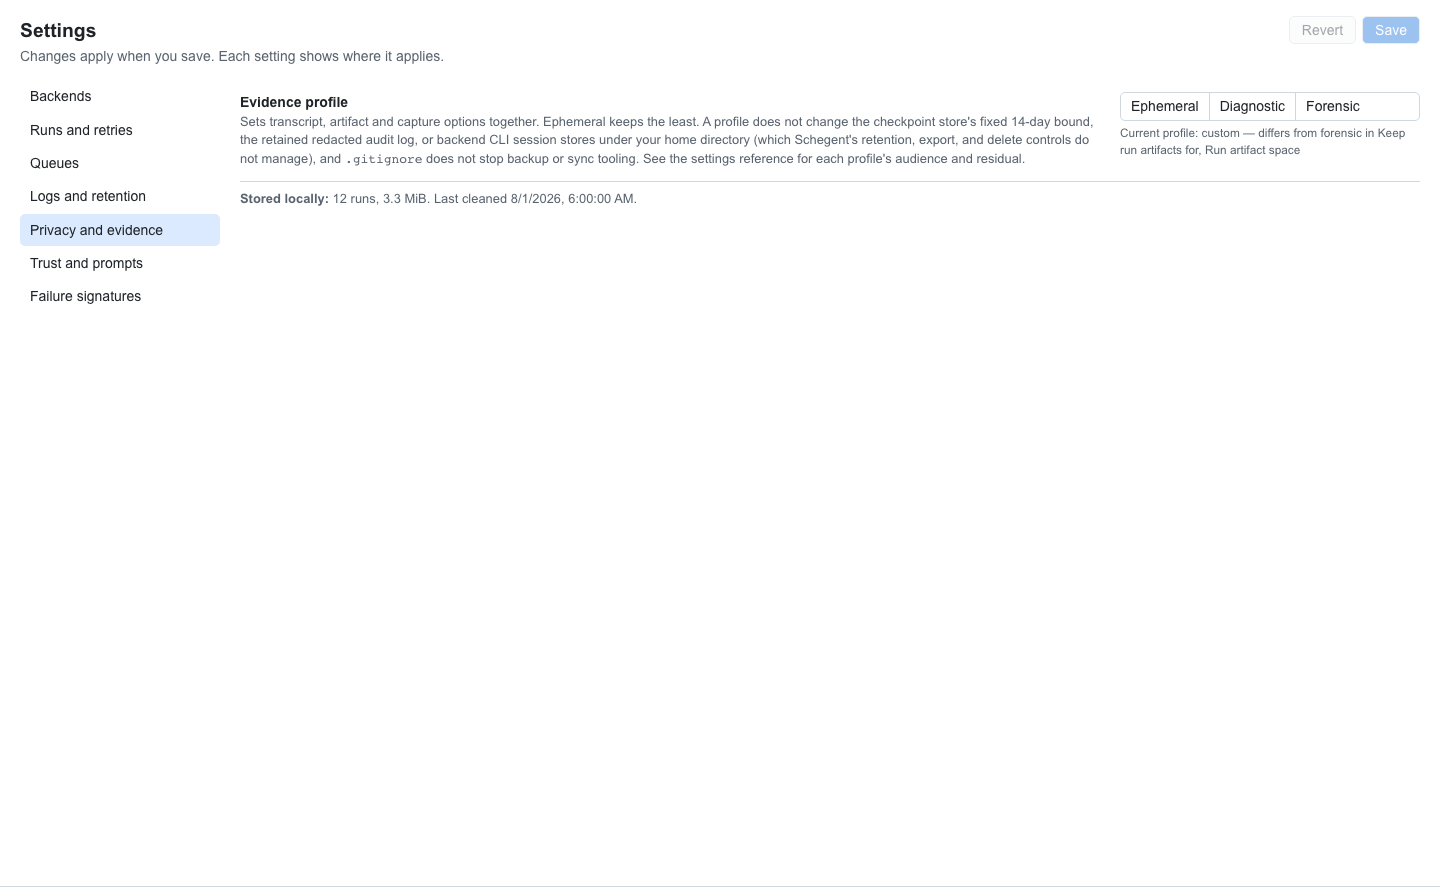 Settings
Revert
Save
Changes apply when you save. Each setting shows where it applies.
Backends
Runs and retries
Queues
Logs and retention
Privacy and evidence
Trust and prompts
Failure signatures
Evidence profile
Sets transcript, artifact and capture options together. Ephemeral keeps the least. A profile does not change the checkpoint store's fixed 14-day bound,
the retained redacted audit log, or backend CLI session stores under your home directory (which Schegent's retention, export, and delete controls do
not manage), and .gitignore does not stop backup or sync tooling. See the settings reference for each profile's audience and residual.
Ephemeral
Diagnostic
Forensic
Current profile: custom — differs from forensic in Keep
run artifacts for, Run artifact space
Stored locally: 12 runs, 3.3 MiB. Last cleaned 8/1/2026, 6:00:00 AM.